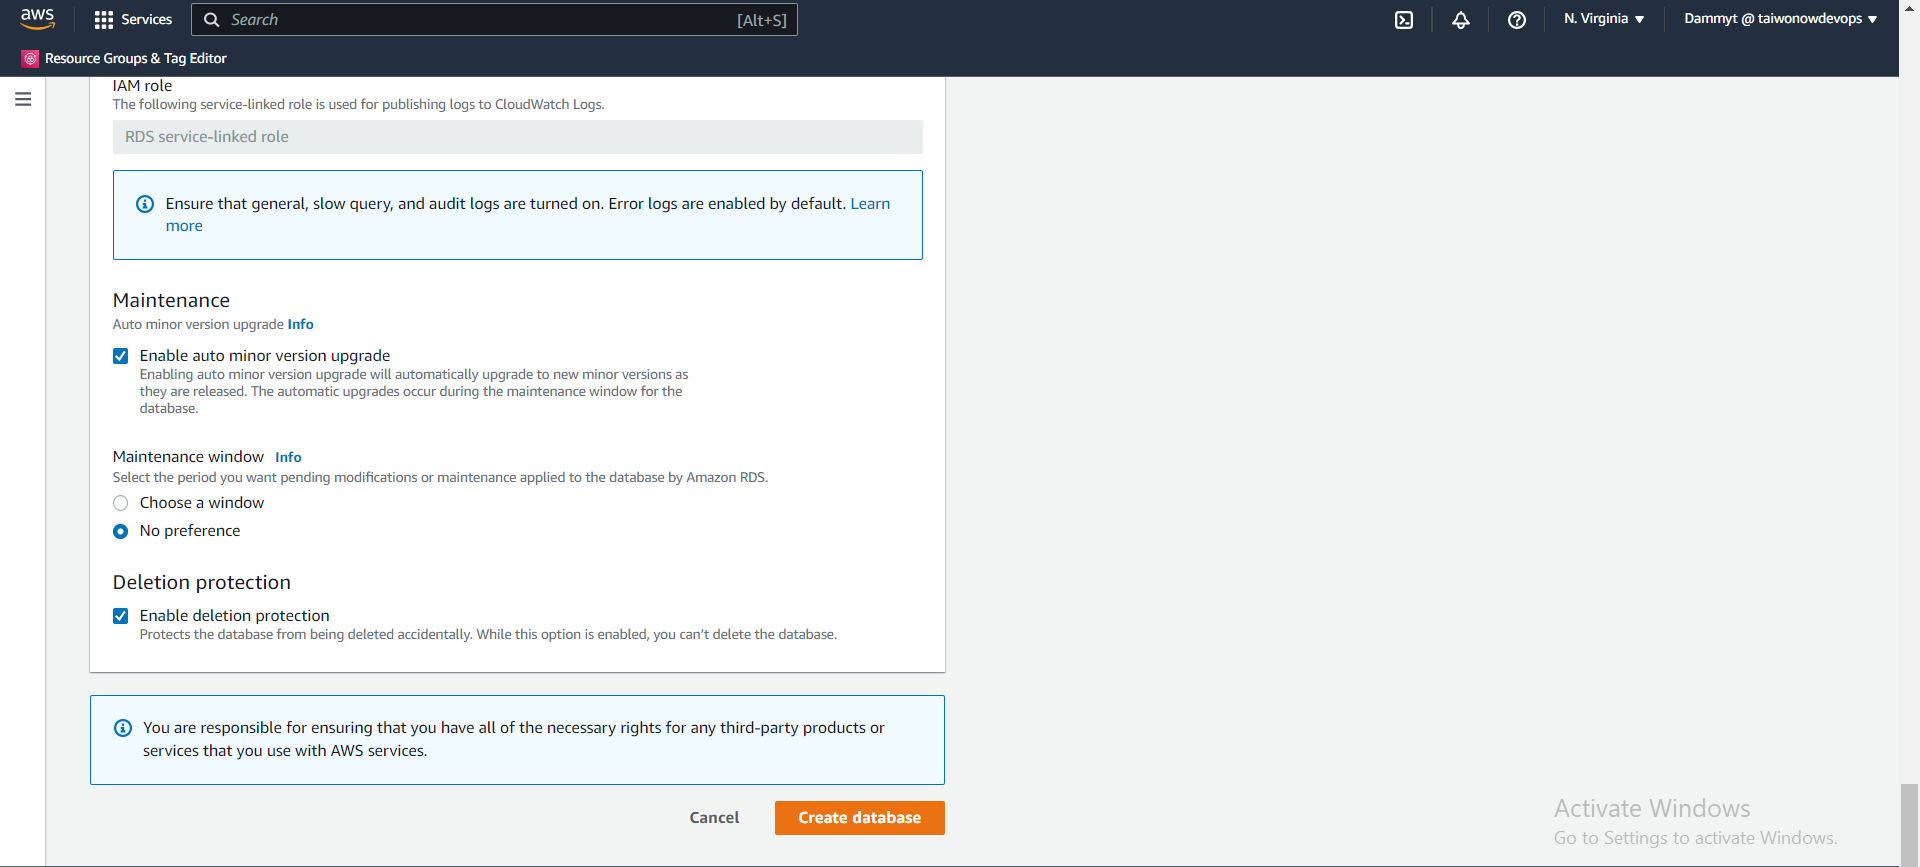 aws
Services
Search
[Alt+S]
N. Virginia ▼
Dammyt @ taiwonowdevops ▼
Resource Groups & Tag Editor
IAM role
The following service-linked role is used for publishing logs to CloudWatch Logs.
RDS service-linked role
Ensure that general, slow query, and audit logs are turned on. Error logs are enabled by default. Learn
more
Maintenance
Auto minor version upgrade Info
Enable auto minor version upgrade
Enabling auto minor version upgrade will automatically upgrade to new minor versions as
they are released. The automatic upgrades occur during the maintenance window for the
database.
Maintenance window Info
Select the period you want pending modifications or maintenance applied to the database by Amazon RDS.
Choose a window
No preference
Deletion protection
Enable deletion protection
Protects the database from being deleted accidentally. While this option is enabled, you can't delete the database.
You are responsible for ensuring that you have all of the necessary rights for any third-party products or
services that you use with AWS services.
Cancel
Create database
Activate Windows
Go to Settings to activate Windows.